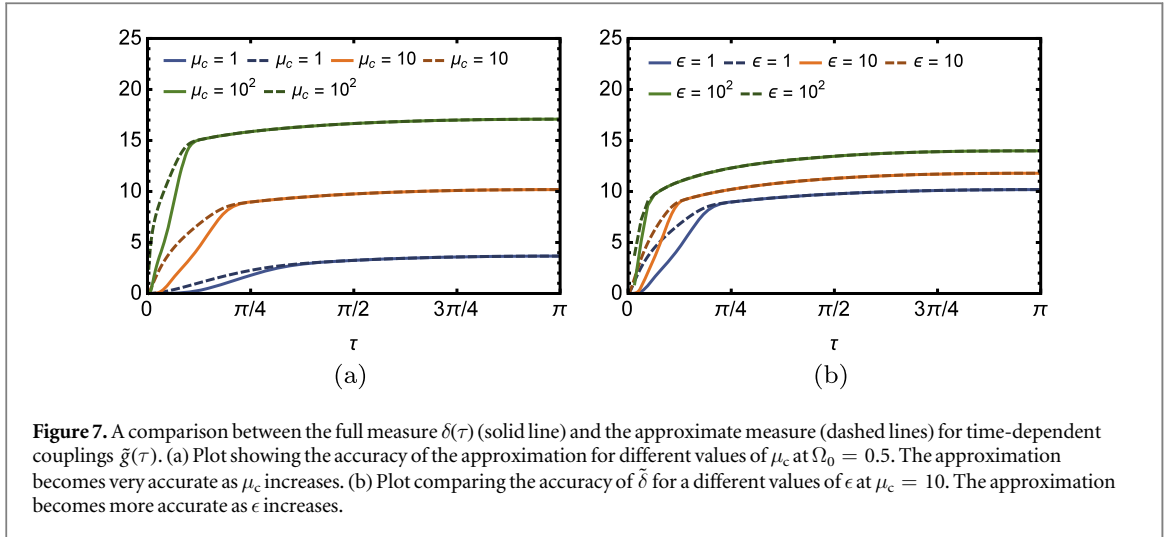 25
20
15
10
5
0
μc = 1 μc = 1 μc = 10 μc = 10
μc = 10² μc = 10²
0 π/4 π/2 3π/4 π
τ
(a)
25
20
15
10
5
0
ϵ = 1 ϵ = 1 ϵ = 10 ϵ = 10
ϵ = 10² ϵ = 10²
0 π/4 π/2 3π/4 π
τ
(b)
Figure 7. A comparison between the full measure δ(τ) (solid line) and the approximate measure (dashed lines) for time-dependent
couplings g̃(τ). (a) Plot showing the accuracy of the approximation for different values of μc at Ω0 = 0.5. The approximation
becomes very accurate as μc increases. (b) Plot comparing the accuracy of δ̃ for a different values of ϵ at μc = 10. The approximation
becomes more accurate as ϵ increases.